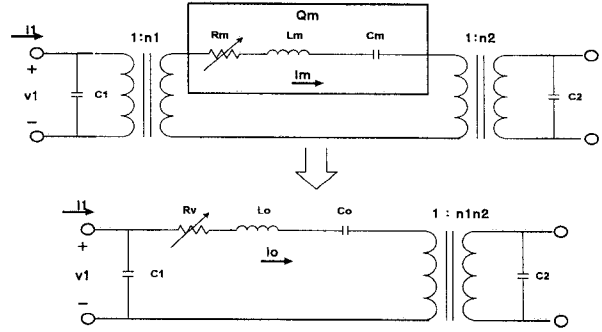 Qm
I1
1:n1
Rm
Lm
Cm
1:n2
+
v1
C1
Im
C2
−
I1
Rv
Lo
Co
1 : n1n2
+
v1
C1
Io
C2
−